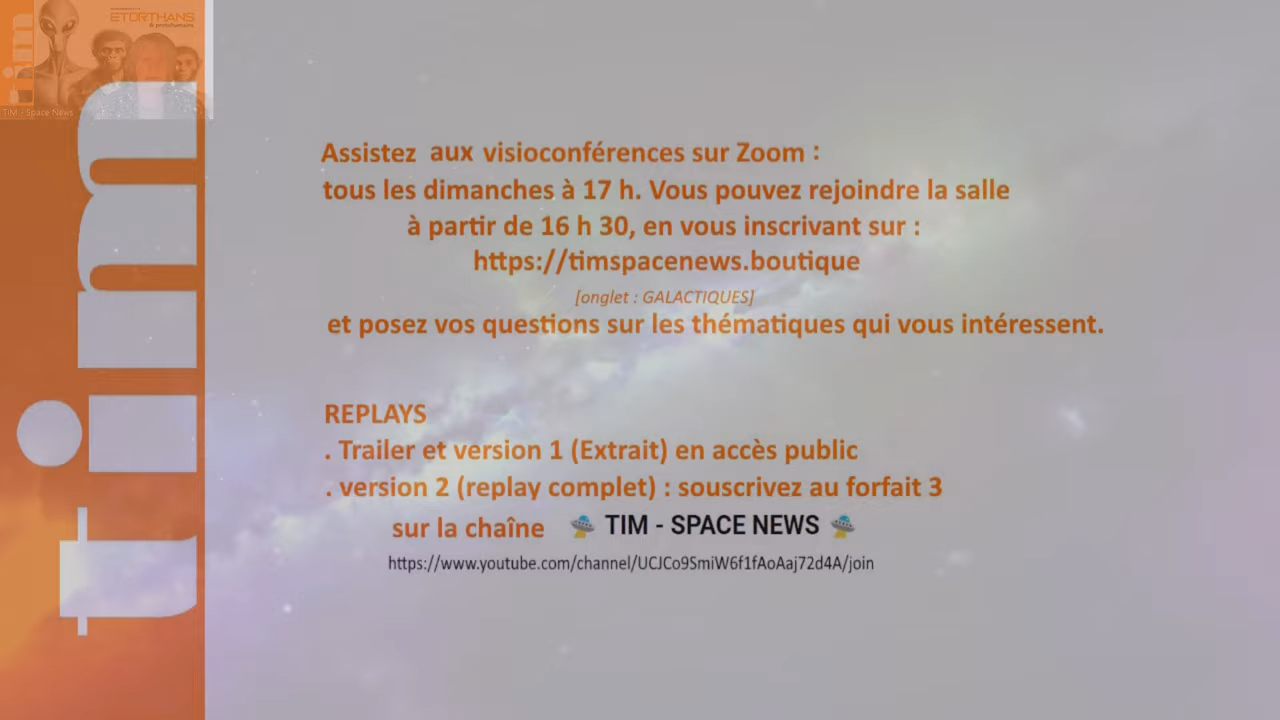 ETORTHANS
& protohumains
tim
TIM - Space News
tim
Assistez aux visioconférences sur Zoom :
tous les dimanches à 17 h. Vous pouvez rejoindre la salle
à partir de 16 h 30, en vous inscrivant sur :
https://timspacenews.boutique
[onglet : GALACTIQUES]
et posez vos questions sur les thématiques qui vous intéressent.
REPLAYS
. Trailer et version 1 (Extrait) en accès public
. version 2 (replay complet) : souscrivez au forfait 3
sur la chaîne 🛸 TIM - SPACE NEWS 🛸
https://www.youtube.com/channel/UCJCo9SmiW6f1fAoAaj72d4A/join